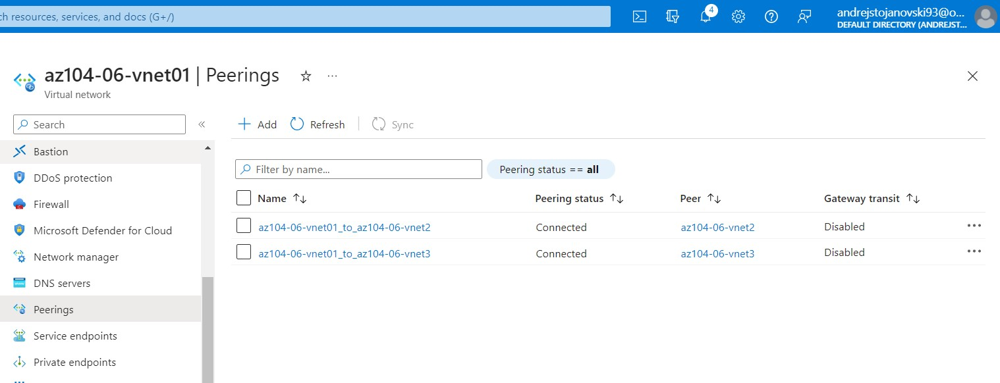 ch resources, services, and docs (G+/)
4
andrejstojanovski93@o...
DEFAULT DIRECTORY (ANDREJST...
az104-06-vnet01 | Peerings
Virtual network
Search
Add
Refresh
Sync
Bastion
DDoS protection
Firewall
Microsoft Defender for Cloud
Network manager
DNS servers
Peerings
Service endpoints
Private endpoints
Filter by name...
Peering status == all
Name Peering status Peer Gateway transit
az104-06-vnet01_to_az104-06-vnet2 Connected az104-06-vnet2 Disabled
az104-06-vnet01_to_az104-06-vnet3 Connected az104-06-vnet3 Disabled